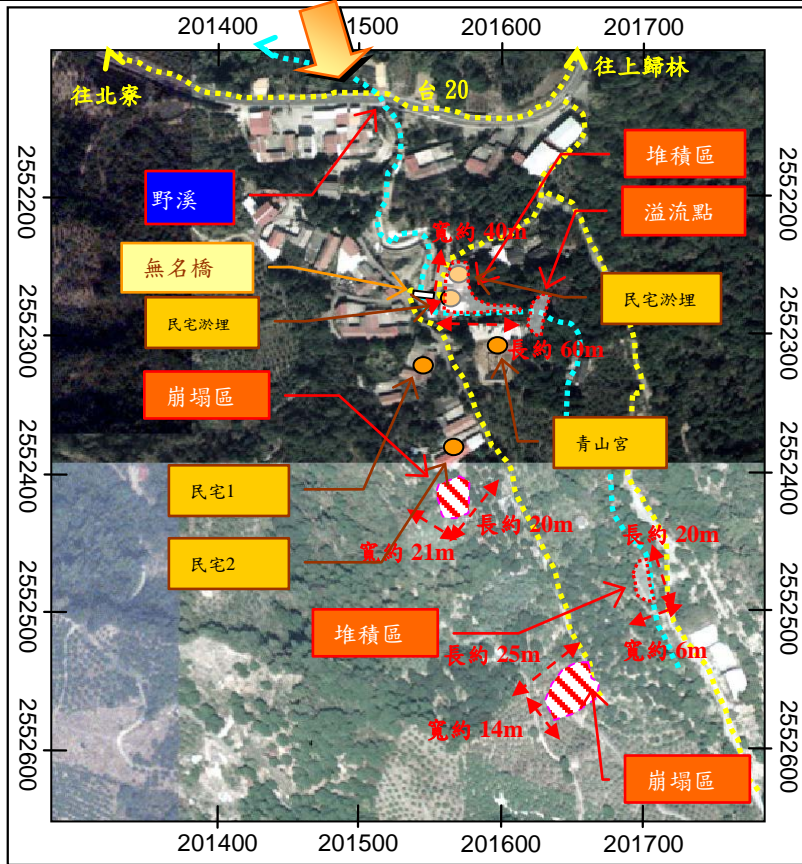 201400 201500 201600 201700
往北寮
台 20
往上歸林
堆積區
野溪
溢流點
2552200
2552200
寬約 40m
無名橋
民宅淤埋
民宅淤埋
2552300
2552300
長約 60m
崩塌區
青山宮
2552400
2552400
民宅1
長約 20m
寬約 21m
長約 20m
民宅2
2552500
2552500
堆積區
長約 25m
寬約 6m
寬約 14m
2552600
2552600
崩塌區
201400 201500 201600 201700